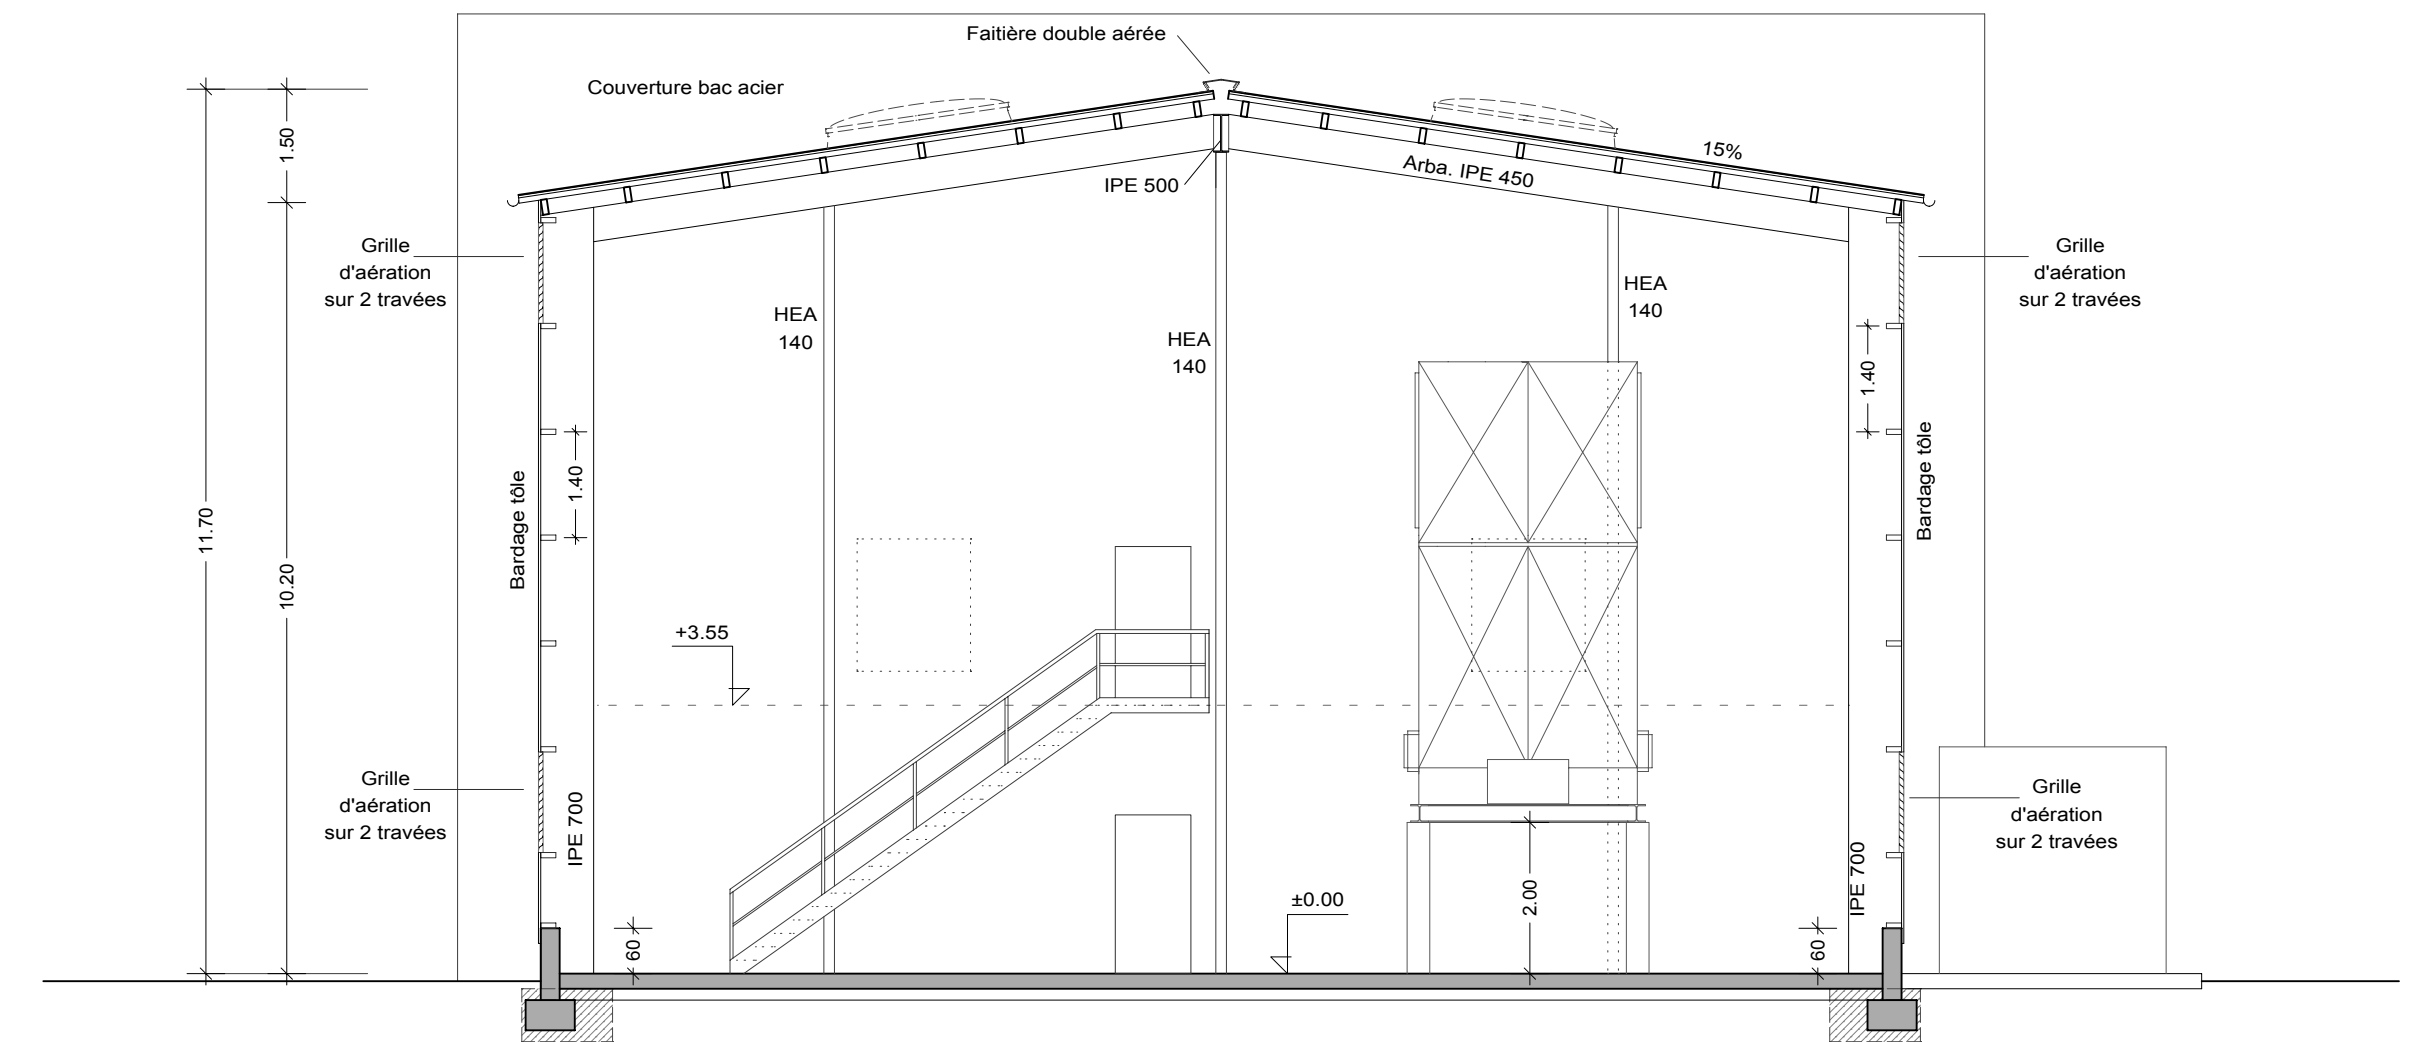 Faitière double aérée
Couverture bac acier
1.50
15%
Arba. IPE 450
IPE 500
Grille
d'aération
sur 2 travées
Grille
d'aération
sur 2 travées
HEA
140
HEA
140
HEA
140
1.40
1.40
Bardage tôle
Bardage tôle
11.70
10.20
+3.55
Grille
d'aération
sur 2 travées
Grille
d'aération
sur 2 travées
IPE 700
IPE 700
2.00
±0.00
60
60